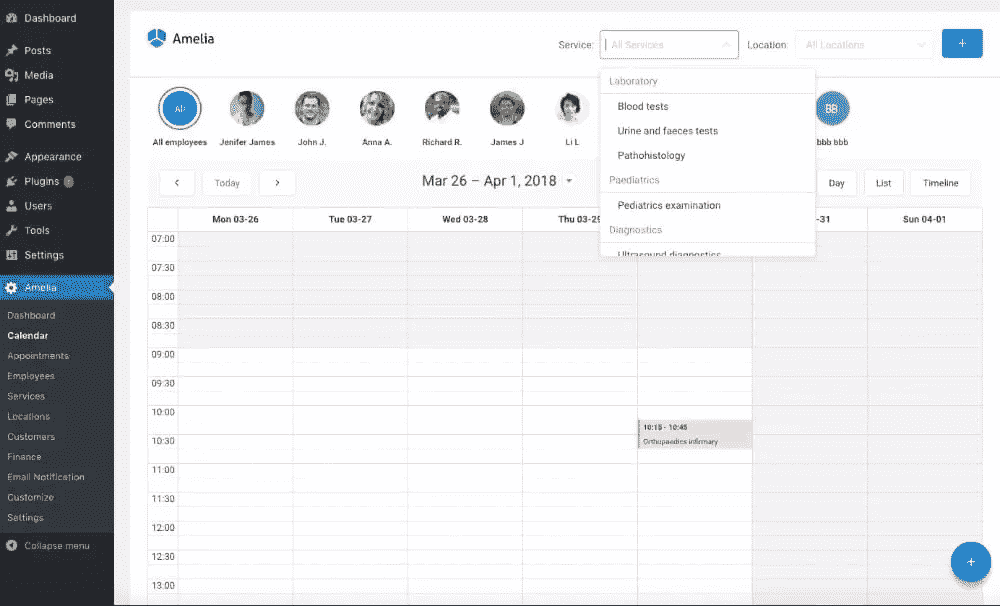 Dashboard
Posts
Media
Pages
Comments
Appearance
Plugins
Users
Tools
Settings
Amelia
Dashboard
Calendar
Appointments
Employees
Services
Locations
Customers
Finance
Email Notification
Customize
Settings
Collapse menu
Amelia
Service: All Services Location: All Locations +
Laboratory
Blood tests
Urine and faeces tests
Pathohistology
Paediatrics
Pediatrics examination
Diagnostics
Ultrasound diagnostics
All BB
All employees Jenifer James John J. Anna A. Richard R. James J Li L bbb bbb
< Today > Mar 26 – Apr 1, 2018 Day List Timeline
Mon 03-26 Tue 03-27 Wed 03-28 Thu 03-29 -31 Sun 04-01
07:00
07:30
08:00
08:30
09:00
09:30
10:00
10:15 - 10:45
10:30
Orthopaedics infirmary
11:00
11:30
12:00
12:30
13:00
+